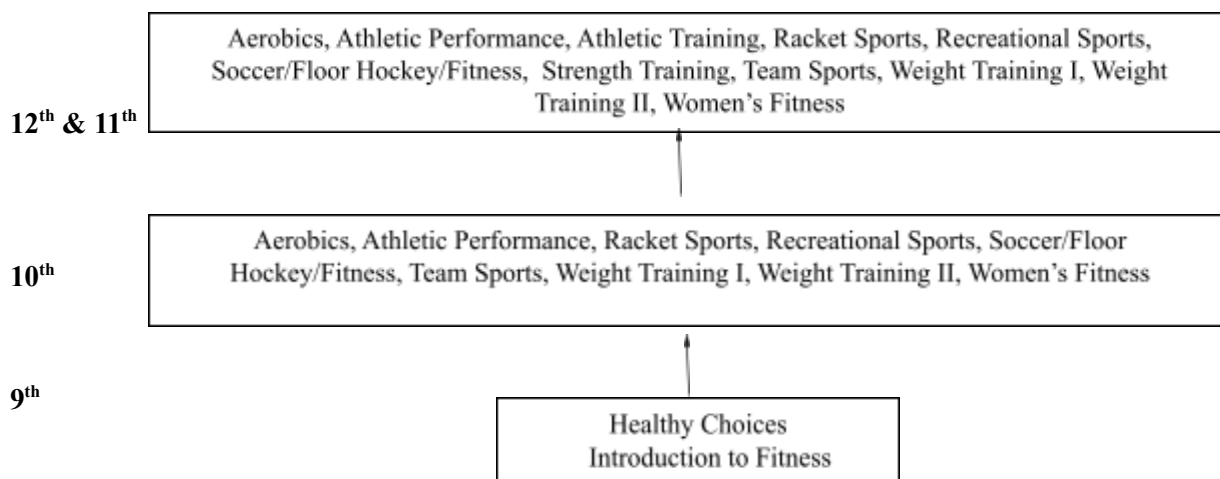 Aerobics, Athletic Performance, Athletic Training, Racket Sports, Recreational Sports,
Soccer/Floor Hockey/Fitness, Strength Training, Team Sports, Weight Training I, Weight
Training II, Women's Fitness
12th & 11th
Aerobics, Athletic Performance, Racket Sports, Recreational Sports, Soccer/Floor
Hockey/Fitness, Team Sports, Weight Training I, Weight Training II, Women's Fitness
10th
9th
Healthy Choices
Introduction to Fitness